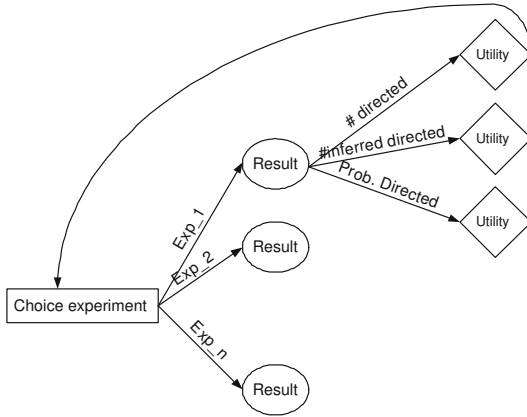 Utility
# directed
#inferred directed
Utility
Result
Prob. Directed
Utility
Exp_1
Result
Exp_2
Choice experiment
Exp_n
Result